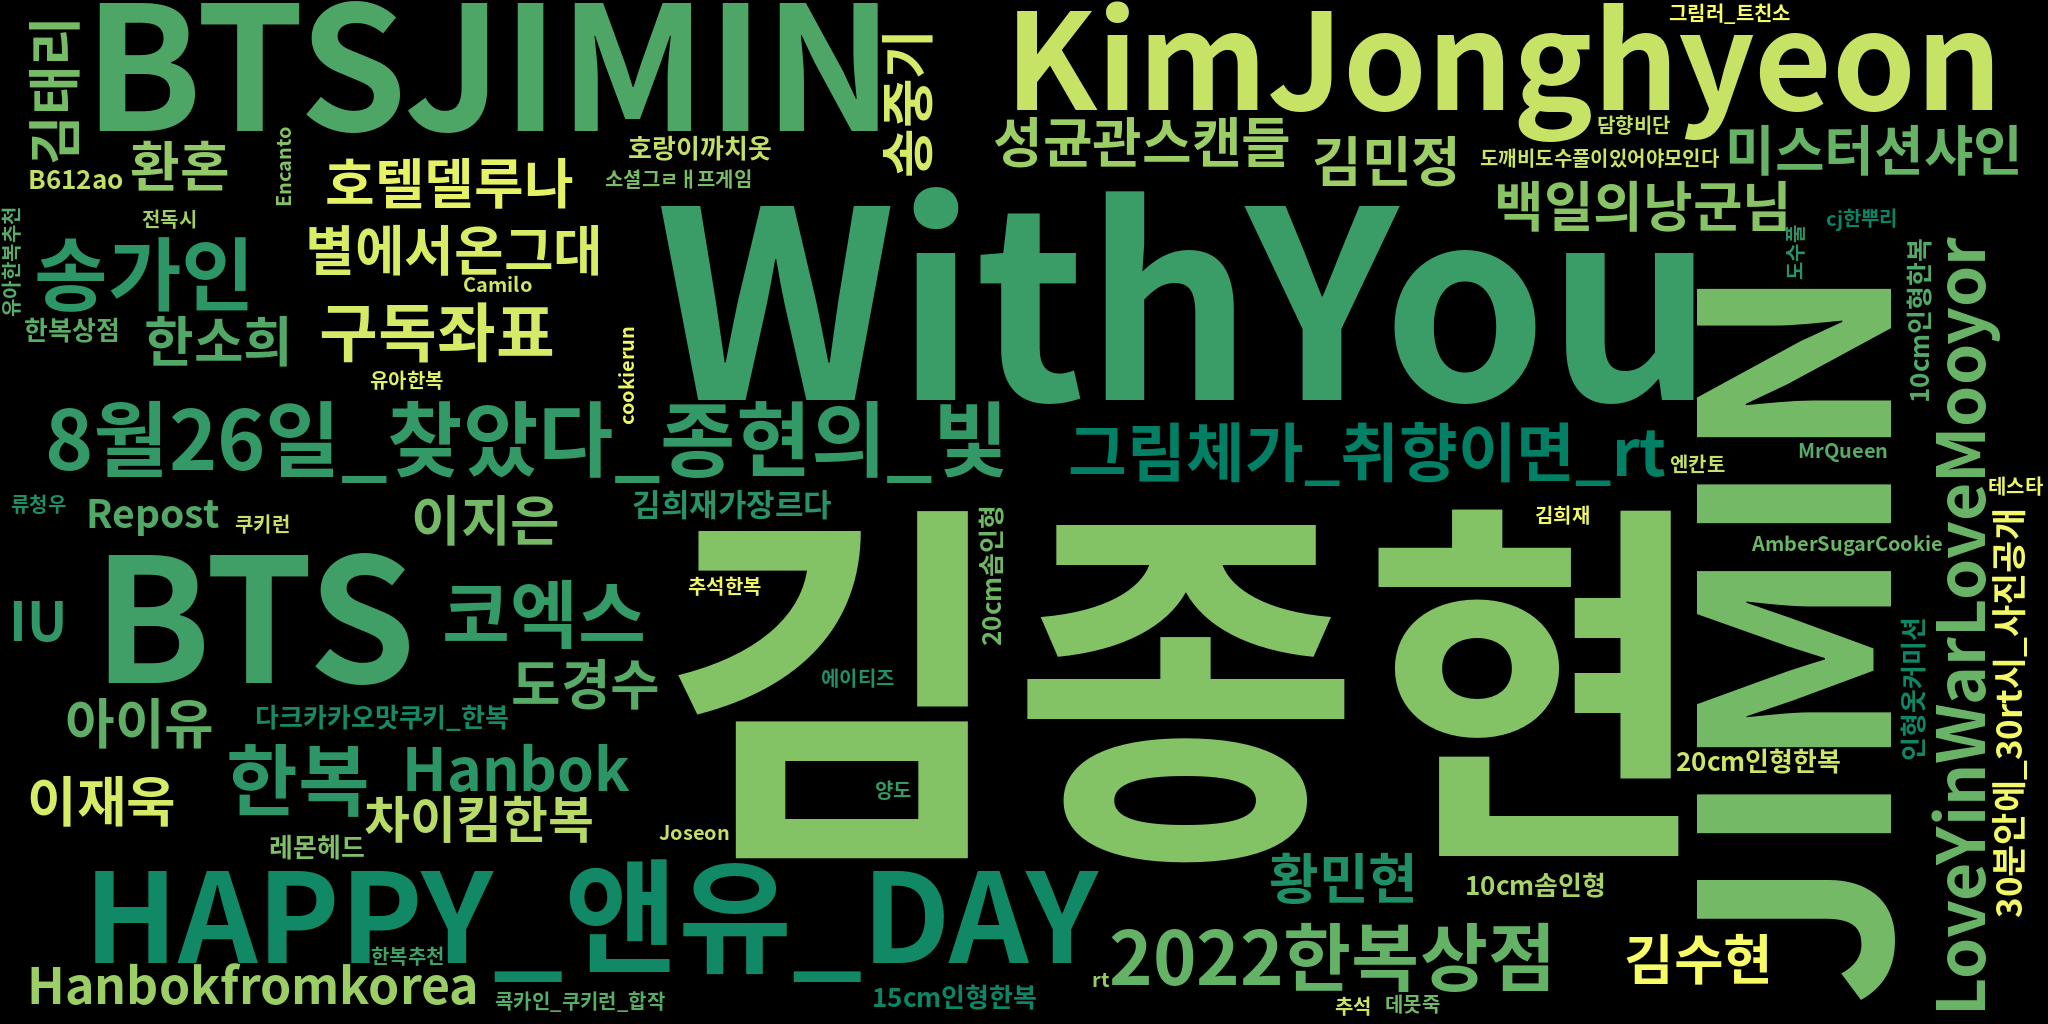 BTSJIMIN
KimJonghyeon
그림러_트친소
김태리
송중기
B612ao
환혼
Encanto
호텔델루나
호랑이까치옷
성균관스캔들
김민정
담향비단
도깨비도수풀이있어야모인다
미스터션샤인
백일의낭군님
cj한뿌리
도수풀
전독시
유아한복추천
송가인
별에서온그대
Camilo
WithYou
한복상점
한소희
구독좌표
유아한복
cookierun
10cm인형한복
LoveYinWarLoveMooyor
8월26일_찾았다_종현의_빛
그림체가_취향이면_rt
엔칸토
MrQueen
JIMIN
테스타
류청우
Repost
쿠키런
이지은
김희재가장르다
20cm솜인형
김희재
AmberSugarCookie
30분안에_30rt시_사진공개
IU
BTS
코엑스
추석한복
김종현
도경수
에이티즈
인형옷커미션
아이유
다크카카오맛쿠키_한복
한복
Hanbok
20cm인형한복
이재욱
차이킴한복
양도
Joseon
레몬헤드
HAPPY_앤유_DAY
황민현
10cm솜인형
한복추천
Hanbokfromkorea
콕카인_쿠키런_합작
15cm인형한복
rt
2022한복상점
김수현
추석
데못죽